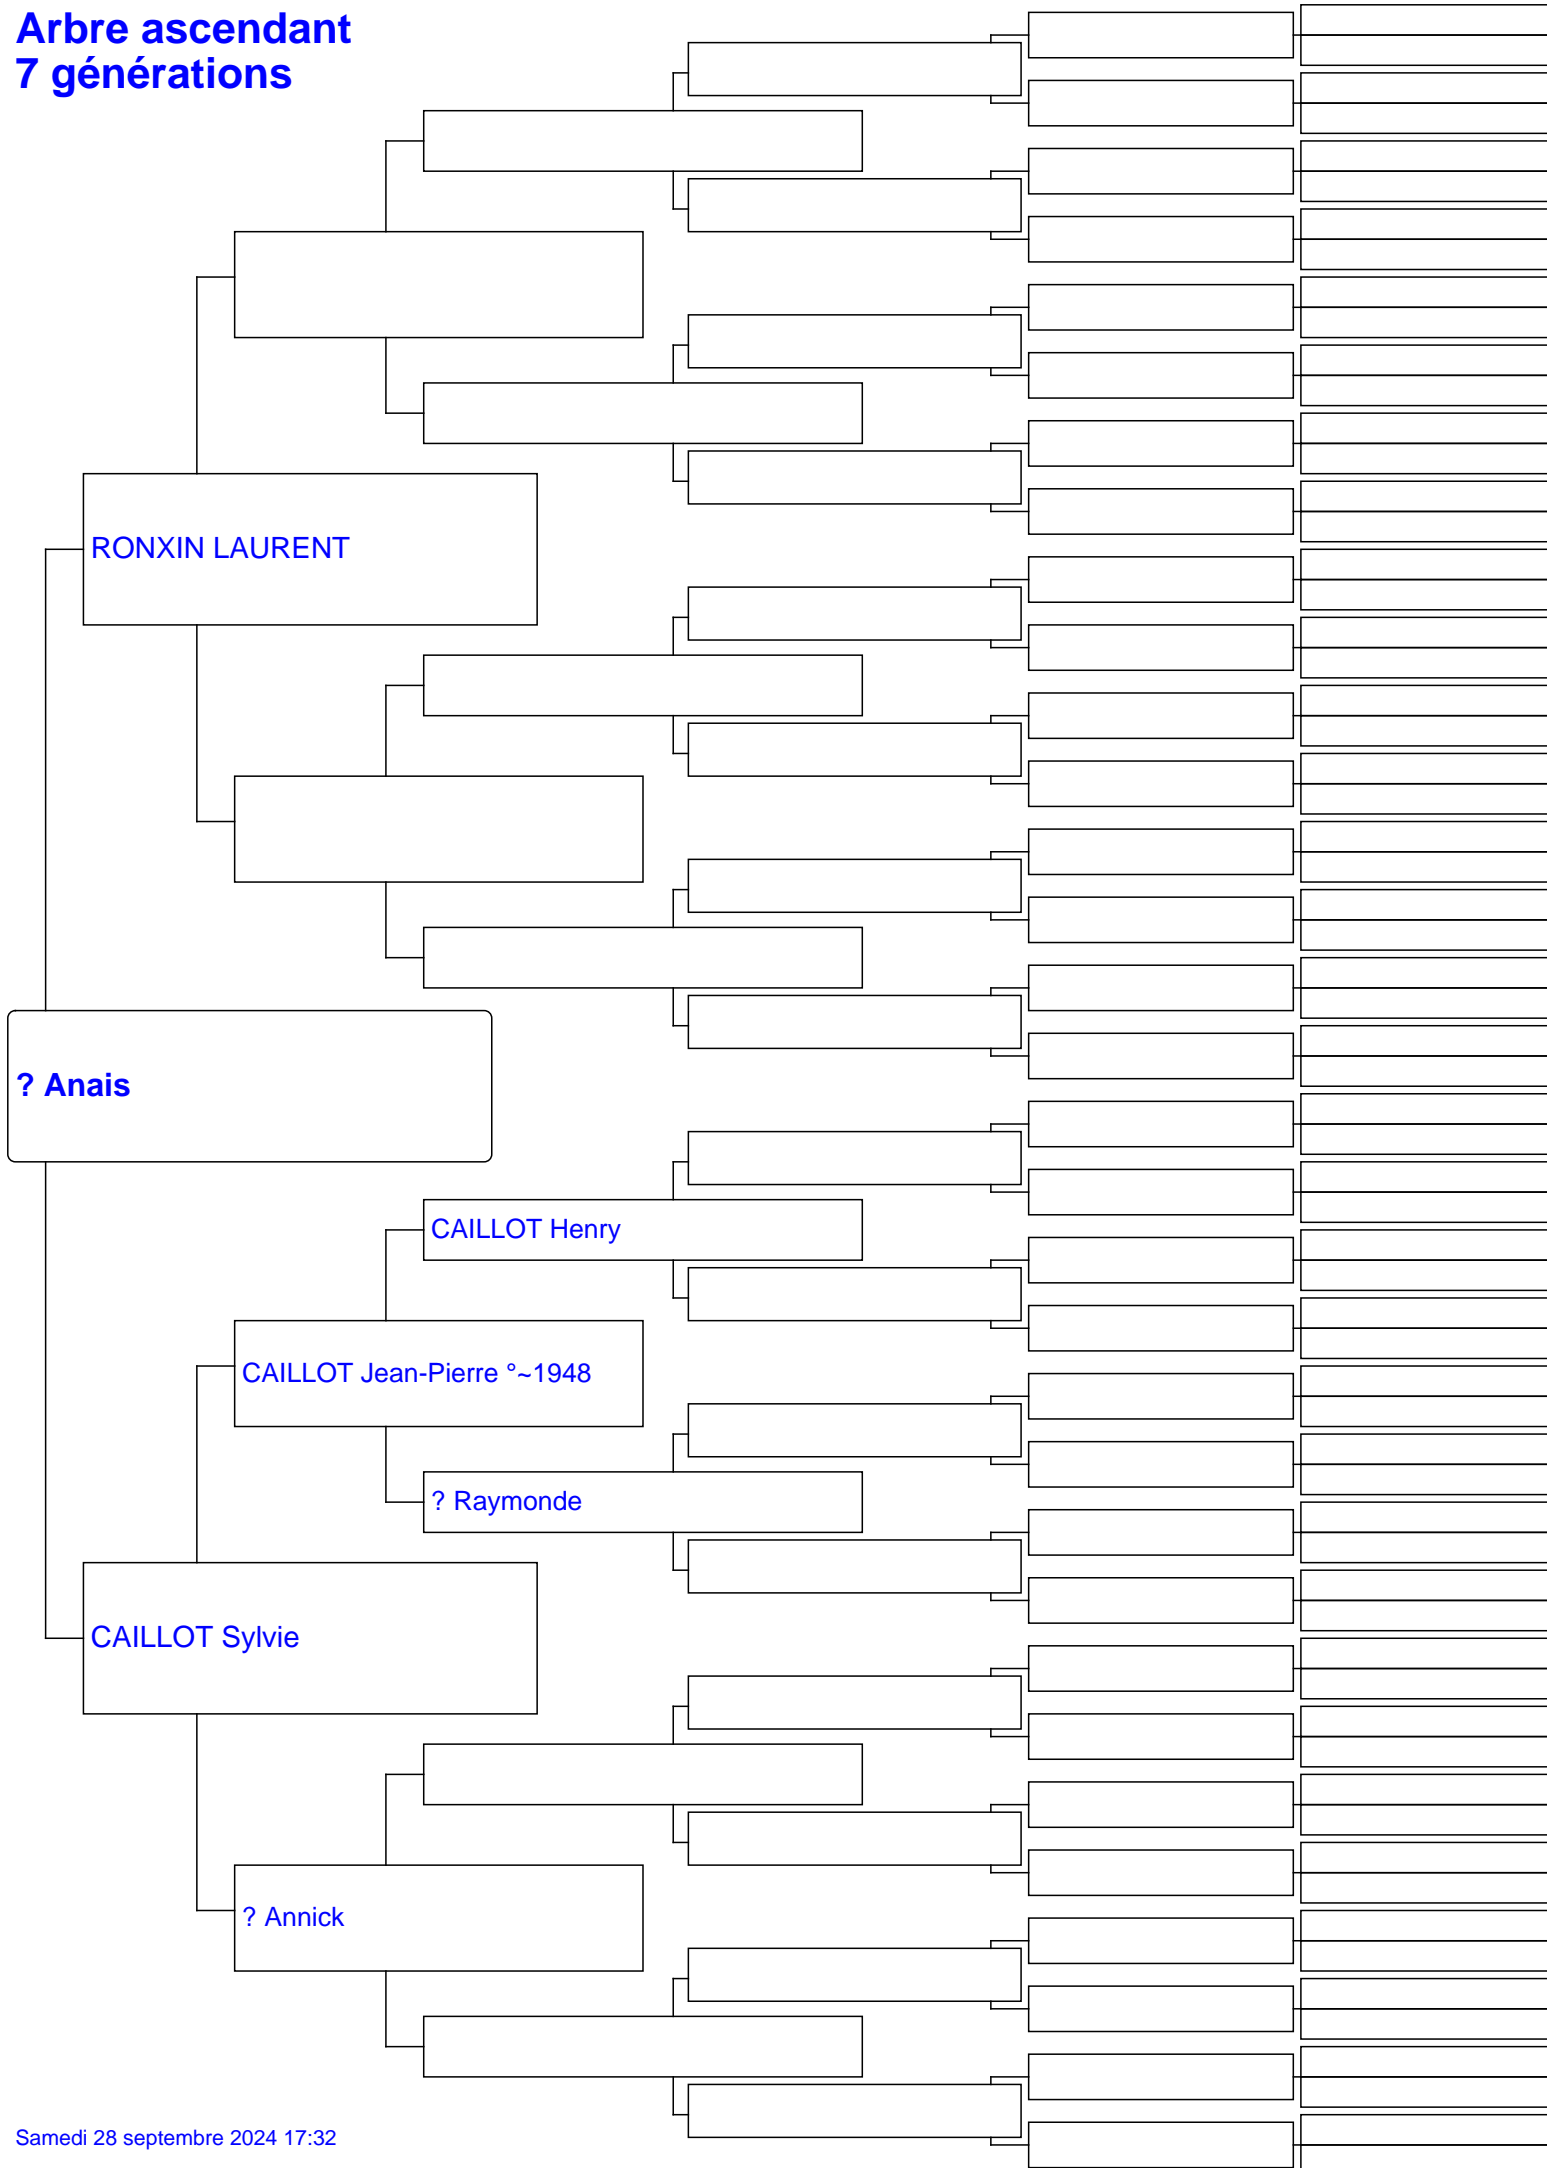 Arbre ascendant
7 générations
RONXIN LAURENT
? Anais
CAILLOT Henry
CAILLOT Jean-Pierre °~1948
? Raymonde
CAILLOT Sylvie
? Annick
Samedi 28 septembre 2024 17:32